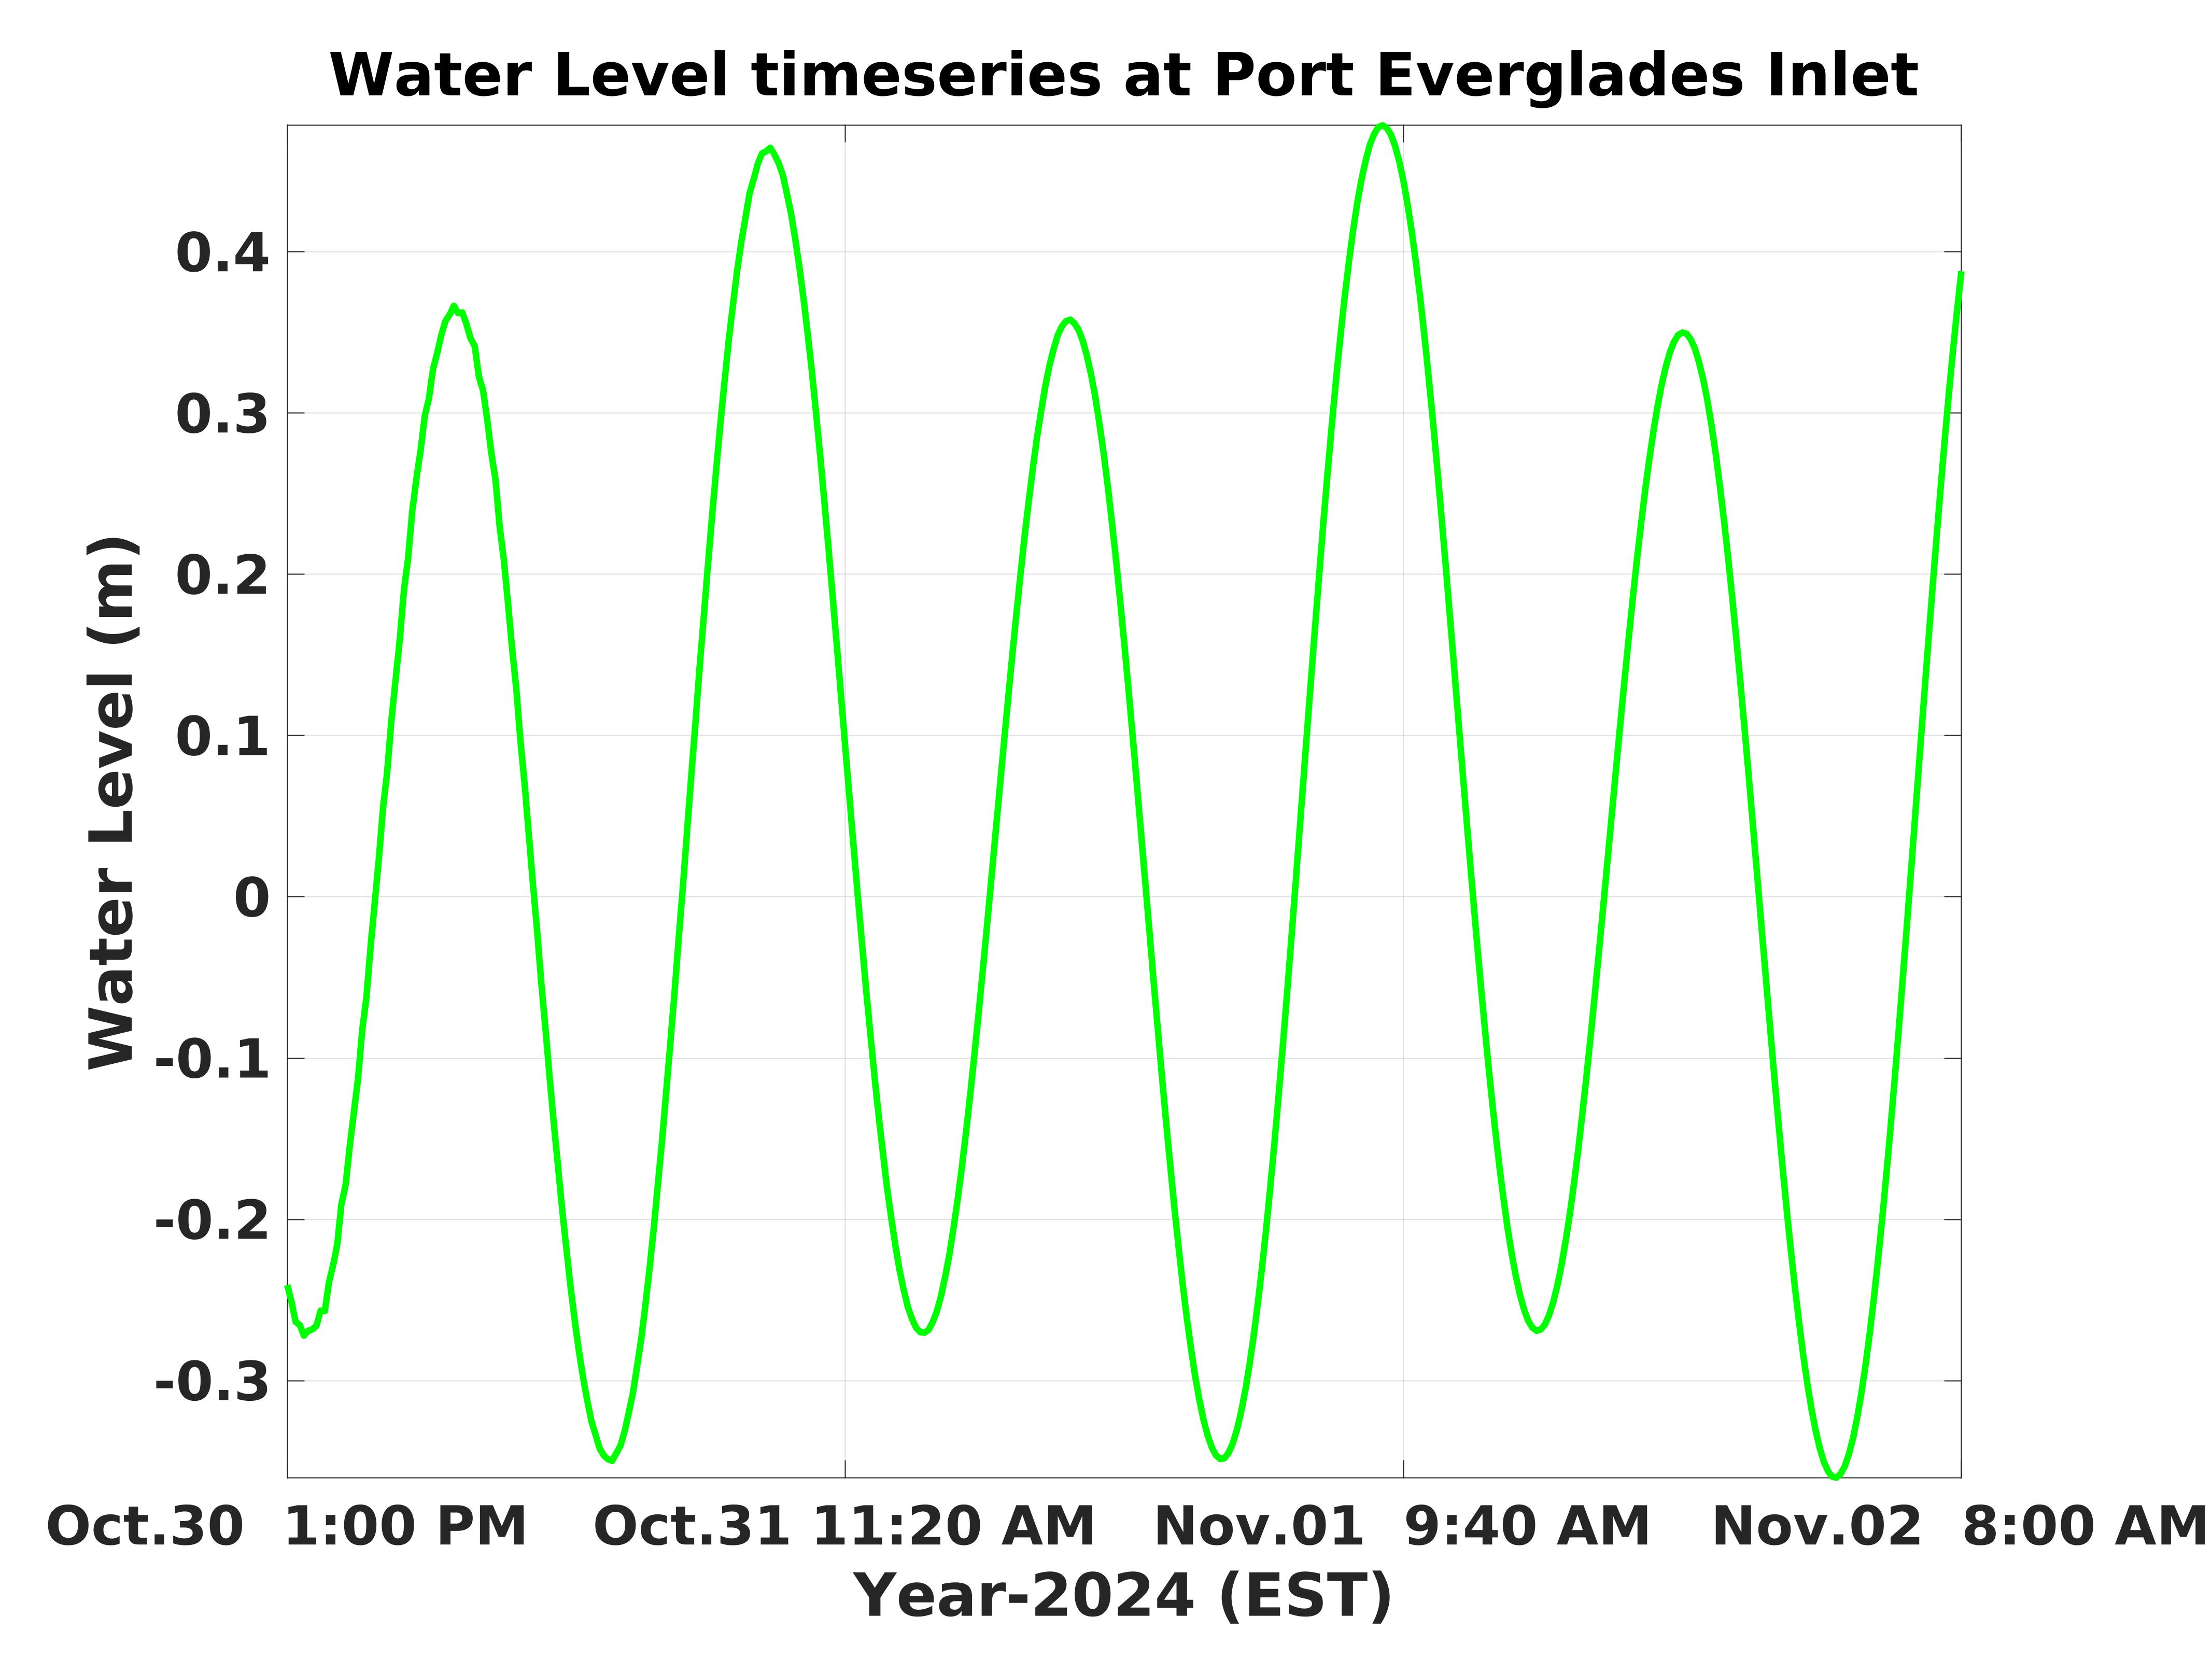 Water Level timeseries at Port Everglades Inlet
Water Level (m)
0.4
0.3
0.2
0.1
0
-0.1
-0.2
-0.3
Oct.30  1:00 PM
Oct.31 11:20 AM
Nov.01  9:40 AM
Nov.02  8:00 AM
Year-2024 (EST)